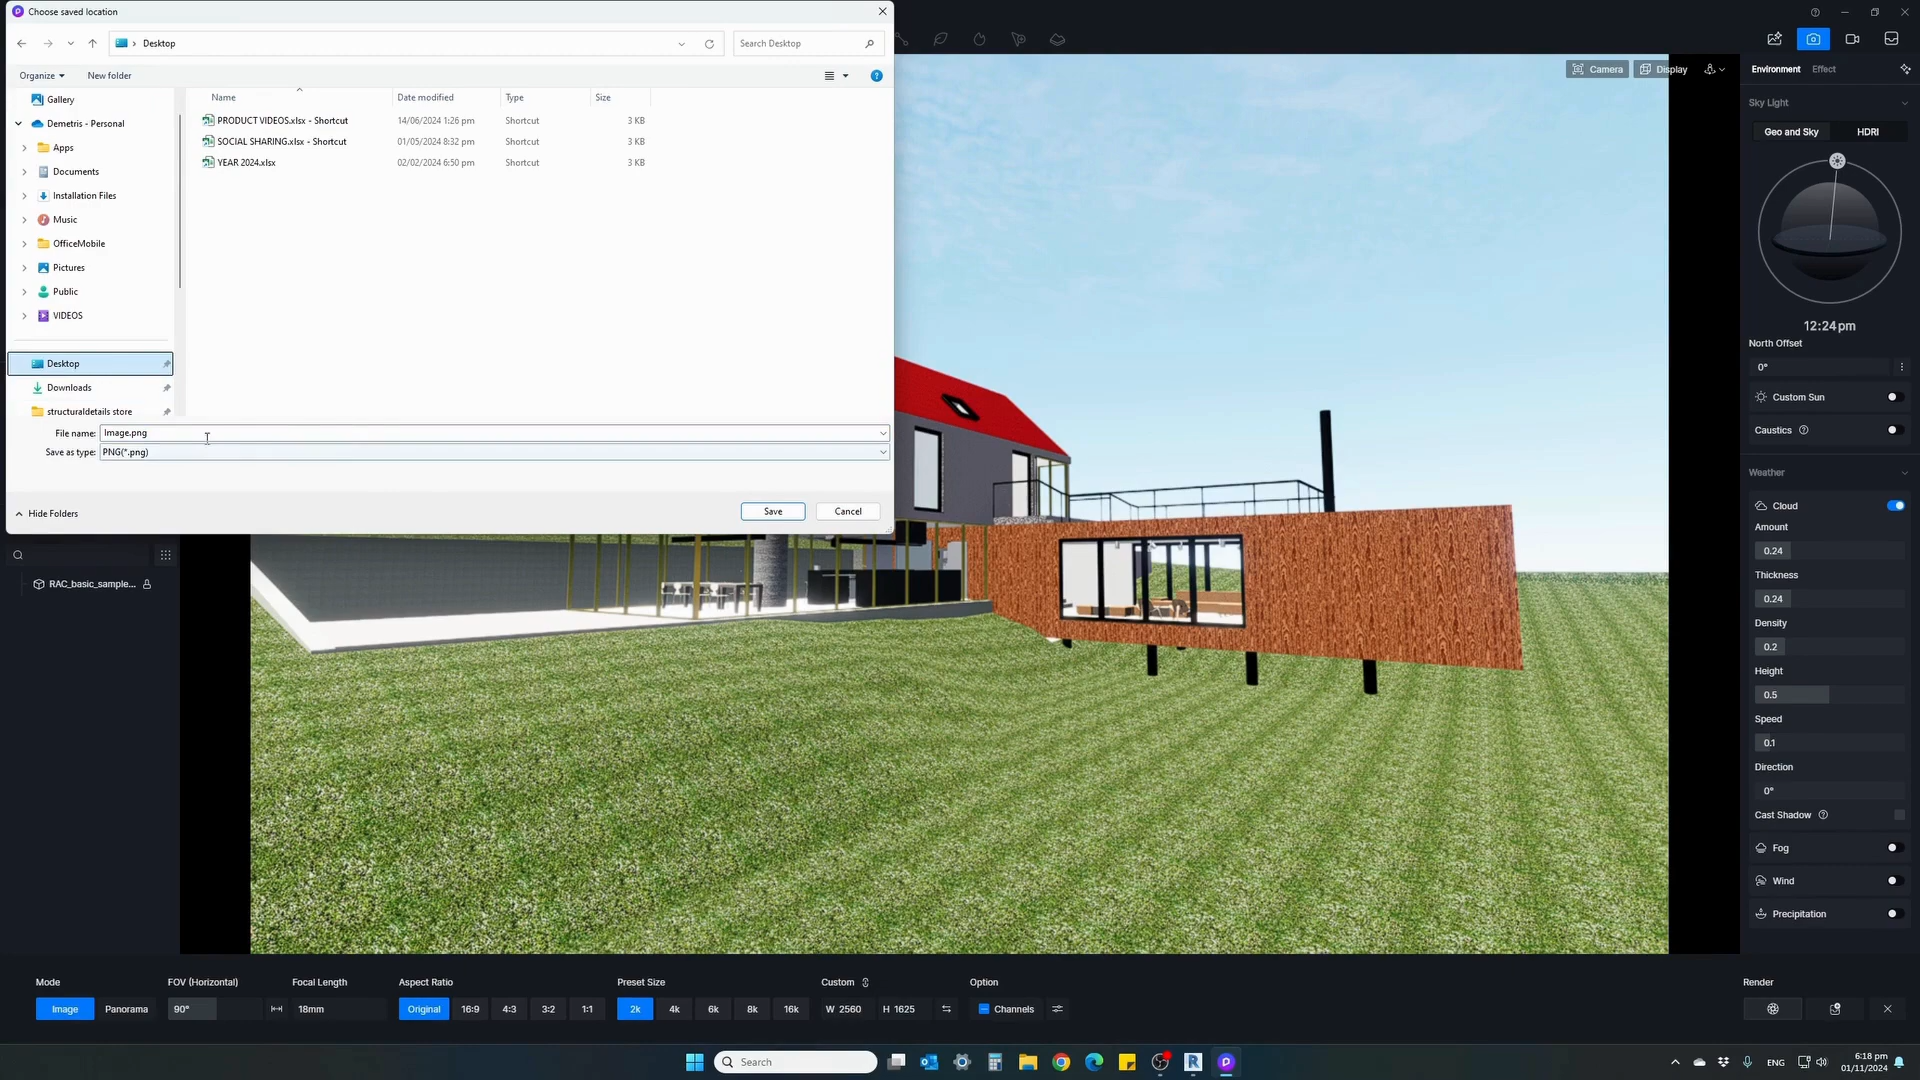 Choose saved location
Desktop
Search Desktop
Organize
New folder
Name
Date modified
Type
Size
PRODUCT VIDEOS.xlsx - Shortcut
14/06/2024 1:26 pm
Shortcut
3 KB
SOCIAL SHARING.xlsx - Shortcut
01/05/2024 8:32 pm
Shortcut
3 KB
YEAR 2024.xlsx
02/02/2024 6:50 pm
Shortcut
3 KB
Gallery
Demetris - Personal
Apps
Documents
Installation Files
Music
OfficeMobile
Pictures
Public
VIDEOS
Desktop
Downloads
structuraldetails store
File name: Image.png
Save as type: PNG(*.png)
Hide Folders
Save
Cancel
RAC_basic_sample...
Camera
Display
Environment
Effect
Sky Light
Geo and Sky
HDRI
12:24pm
North Offset
0°
Custom Sun
Caustics
Weather
Cloud
Amount
0.24
Thickness
0.24
Density
0.2
Height
0.5
Speed
0.1
Direction
0°
Cast Shadow
Fog
Wind
Precipitation
Mode
FOV (Horizontal)
Focal Length
Aspect Ratio
Preset Size
Custom
Option
Render
Image
Panorama
90°
18mm
Original
16:9
4:3
3:2
1:1
2k
4k
6k
8k
16k
W 2560
H 1625
Channels
Search
ENG
6:18 pm
01/11/2024